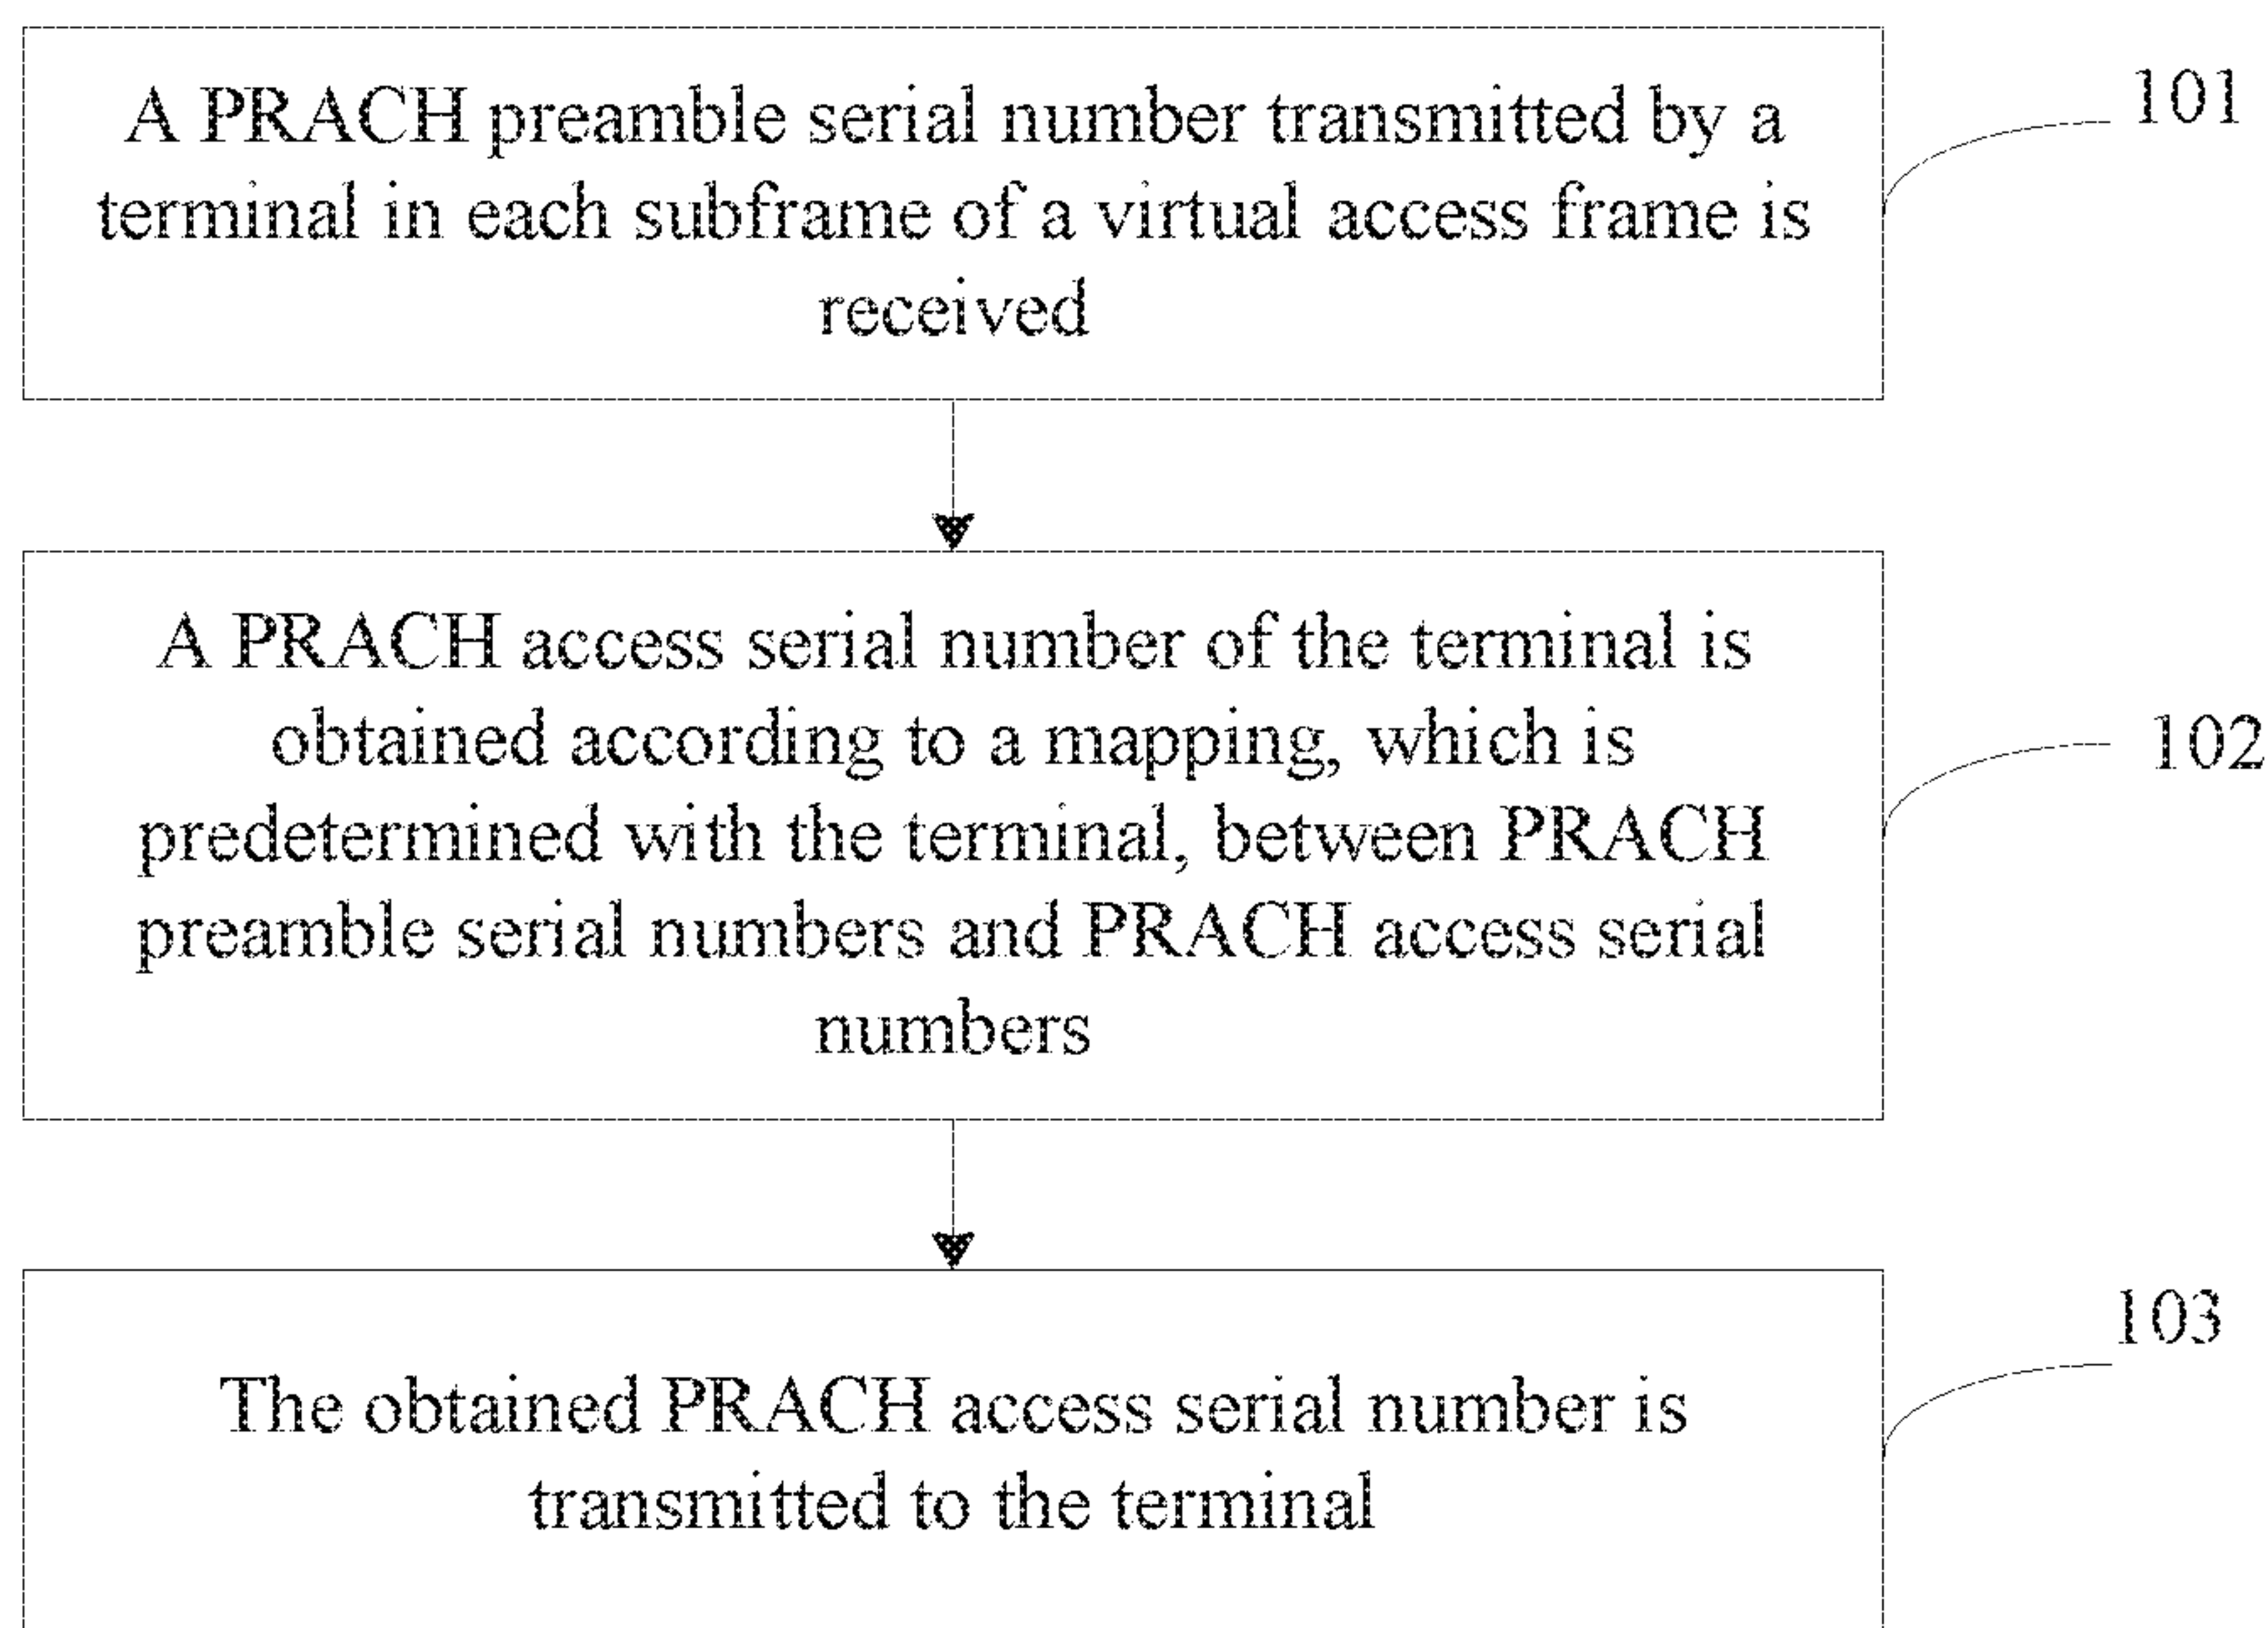 A PRACH preamble serial number transmitted by a
terminal in each subframe of a virtual access frame is
received
101
A PRACH access serial number of the terminal is
obtained according to a mapping, which is
predetermined with the terminal, between PRACH
preamble serial numbers and PRACH access serial
numbers
102
The obtained PRACH access serial number is
transmitted to the terminal
103